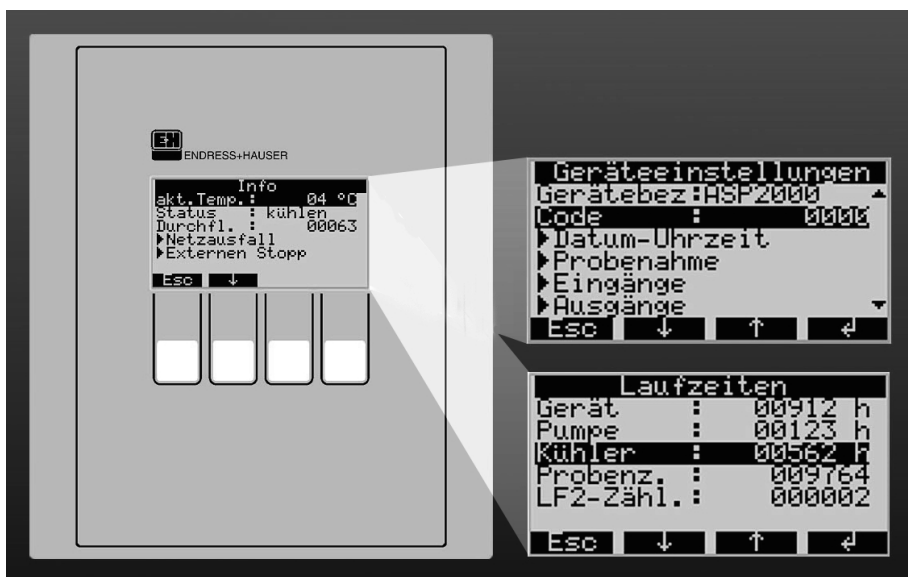 E+H
ENDRESS+HAUSER
Info
akt.Temp.: 04 °C
Status : kühlen
Durchfl. : 00063
▶Netzausfall
▶Externen Stopp
Esc ↓
Geräteeinstellungen
Gerätebez:ASP2000
Code : 0000
▶Datum-Uhrzeit
▶Probenahme
▶Eingänge
▶Ausgänge
Esc ↓ ↑ ↲
Laufzeiten
Gerät : 00912 h
Pumpe : 00123 h
Kühler : 00562 h
Probenz. : 009764
LF2-Zähl.: 000002
Esc ↓ ↑ ↲